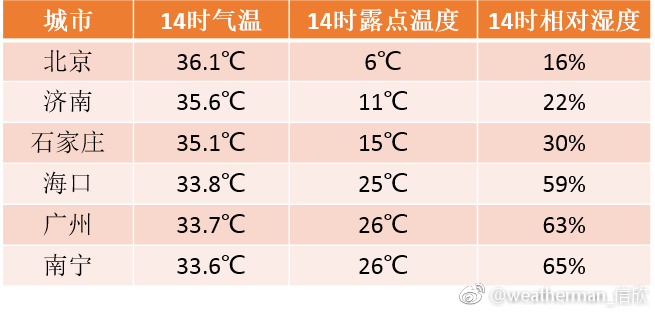 城市 14时气温 14时露点温度 14时相对湿度
北京 36.1℃ 6℃ 16%
济南 35.6℃ 11℃ 22%
石家庄 35.1℃ 15℃ 30%
海口 33.8℃ 25℃ 59%
广州 33.7℃ 26℃ 63%
南宁 33.6℃ 26℃ 65%
@weatherman_信欣